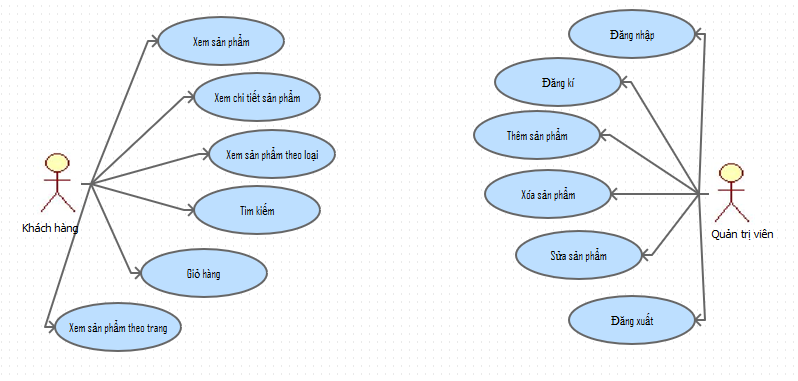 Xem sản phẩm
Xem chi tiết sản phẩm
Xem sản phẩm theo loại
Tìm kiếm
Giỏ hàng
Xem sản phẩm theo trang
Khách hàng
Đăng nhập
Đăng kí
Thêm sản phẩm
Xóa sản phẩm
Sửa sản phẩm
Đăng xuất
Quản trị viên